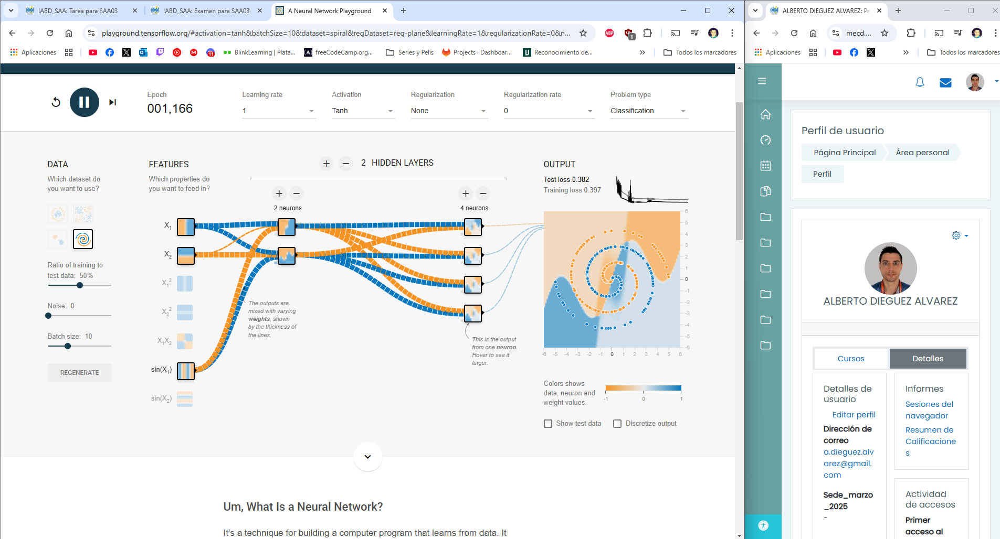 IABD_SAA: Tarea para SAA03
IABD_SAA: Examen para SAA03
A Neural Network Playground
playground.tensorflow.org/#activation=tanh&batchSize=10&dataset=spiral&regDataset=reg-plane&learningRate=1&regularizationRate=0&n...
ABP
1
Aplicaciones
11
BlinkLearning | Plata...
freeCodeCamp.org...
Series y Pelis
Projects · Dashboar...
Reconocimiento de...
Todos los marcadores
Epoch
001,166
Learning rate
1
Activation
Tanh
Regularization
None
Regularization rate
0
Problem type
Classification
DATA
Which dataset do
you want to use?
Ratio of training to
test data: 50%
Noise: 0
Batch size: 10
REGENERATE
FEATURES
Which properties do
you want to feed in?
X1
X2
X1²
X2²
X1X2
sin(X1)
sin(X2)
2 HIDDEN LAYERS
2 neurons
4 neurons
The outputs are
mixed with varying
weights, shown
by the thickness of
the lines.
This is the output
from one neuron.
Hover to see it
larger.
OUTPUT
Test loss 0.382
Training loss 0.397
6
5
4
3
2
1
0
-1
-2
-3
-4
-5
-6
-6 -5 -4 -3 -2 -1 0 1 2 3 4 5 6
Colors shows
data, neuron and
weight values.
-1 0 1
Show test data
Discretize output
Um, What Is a Neural Network?
It’s a technique for building a computer program that learns from data. It
ALBERTO DIEGUEZ ALVAREZ: Pe
mecd....
Aplicaciones
Todos los marcadores
Perfil de usuario
Página Principal
Área personal
Perfil
ALBERTO DIEGUEZ ALVAREZ
Cursos
Detalles
Detalles de
usuario
Editar perfil
Dirección de
correo
a.dieguez.alv
arez@gmail.
com
Sede_marzo
_2025
-
Informes
Sesiones del
navegador
Resumen de
Calificacione
s
Actividad
de accesos
Primer
acceso al